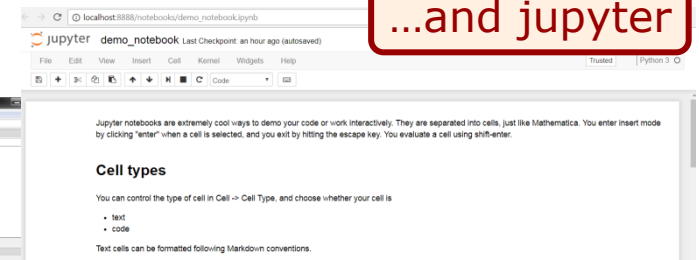 ...and jupyter
localhost:8888/notebooks/demo_notebook.ipynb
jupyter demo_notebook Last Checkpoint: an hour ago (autosaved)
File Edit View Insert Cell Kernel Widgets Help Trusted Python 3
Code
Jupyter notebooks are extremely cool ways to demo your code or work interactively. They are separated into cells, just like Mathematica. You enter insert mode
by clicking "enter" when a cell is selected, and you exit by hitting the escape key. You evaluate a cell using shift-enter.
Cell types
You can control the type of cell in Cell -> Cell Type, and choose whether your cell is
• text
• code
Text cells can be formatted following Markdown conventions.